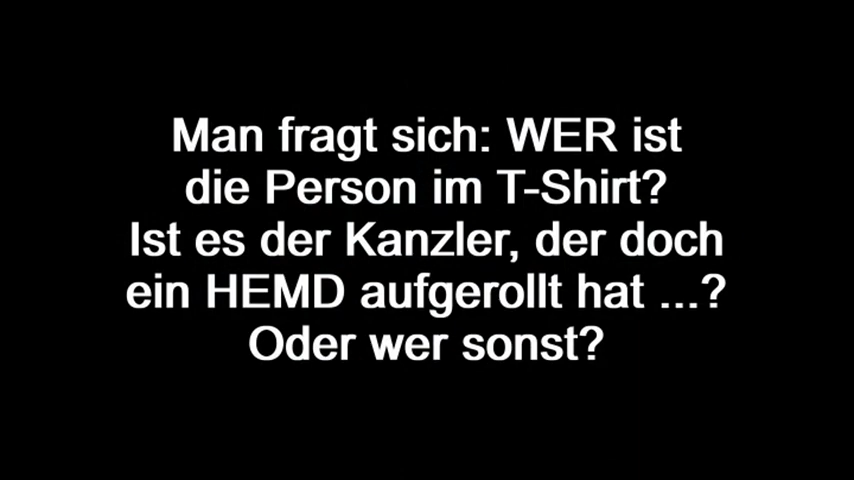 Man fragt sich: WER ist
die Person im T-Shirt?
Ist es der Kanzler, der doch
ein HEMD aufgerollt hat ...?
Oder wer sonst?